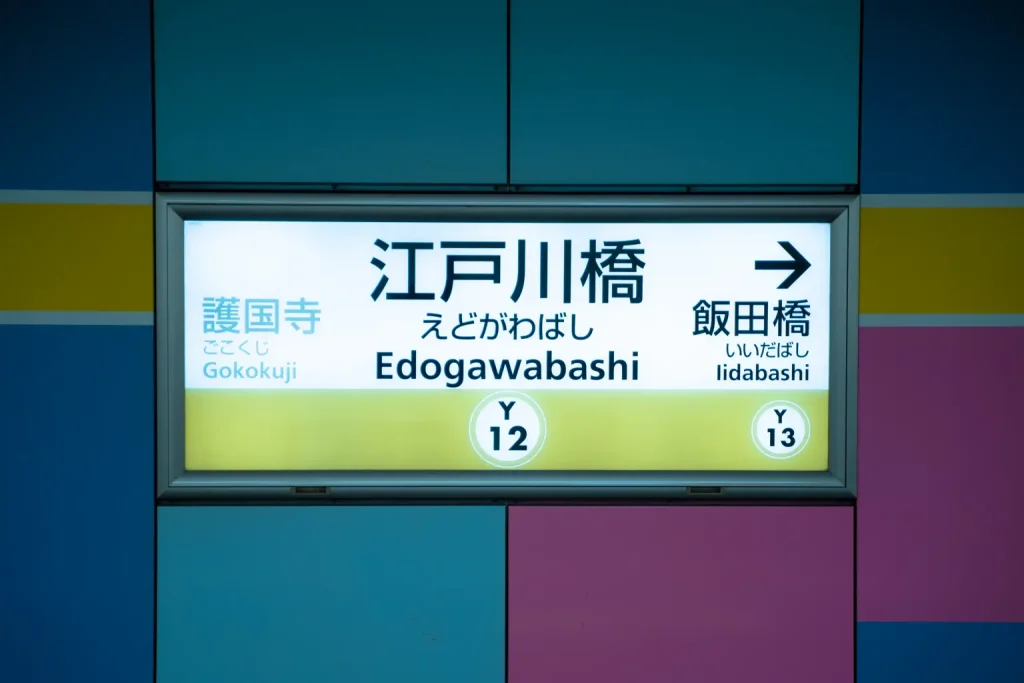 江戸川橋
えどがわばし
Edogawabashi
護国寺
ごこくじ
Gokokuji
→
飯田橋
いいだばし
Iidabashi
Y
12
Y
13